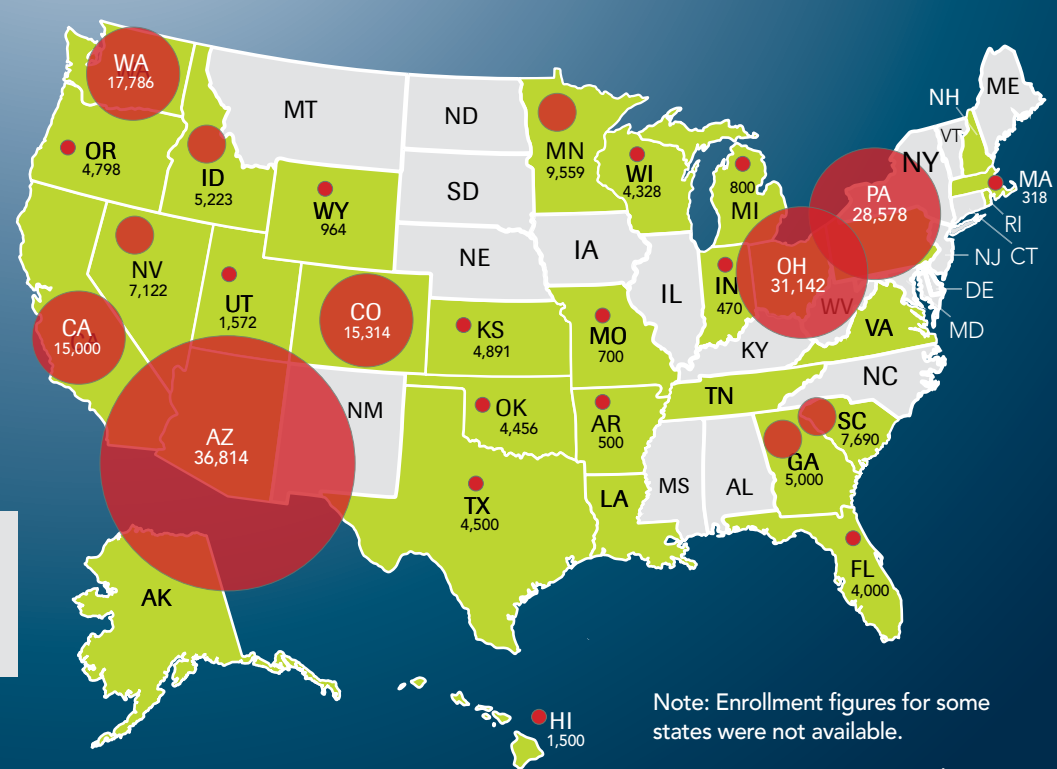 WA
17,786
MT
ND
MN
9,559
OR
4,798
ID
5,223
WY
964
SD
WI
4,328
800
MI
NH
VT
ME
NY
PA
28,578
MA
318
RI
CT
NJ
DE
MD
NV
7,122
UT
1,572
CO
15,314
NE
IA
IL
IN
470
OH
31,142
WV
VA
CA
15,000
KS
4,891
MO
700
KY
NC
TN
AZ
36,814
NM
OK
4,456
AR
500
SC
7,690
GA
5,000
MS
AL
LA
TX
4,500
FL
4,000
AK
HI
1,500
Note: Enrollment figures for some
states were not available.